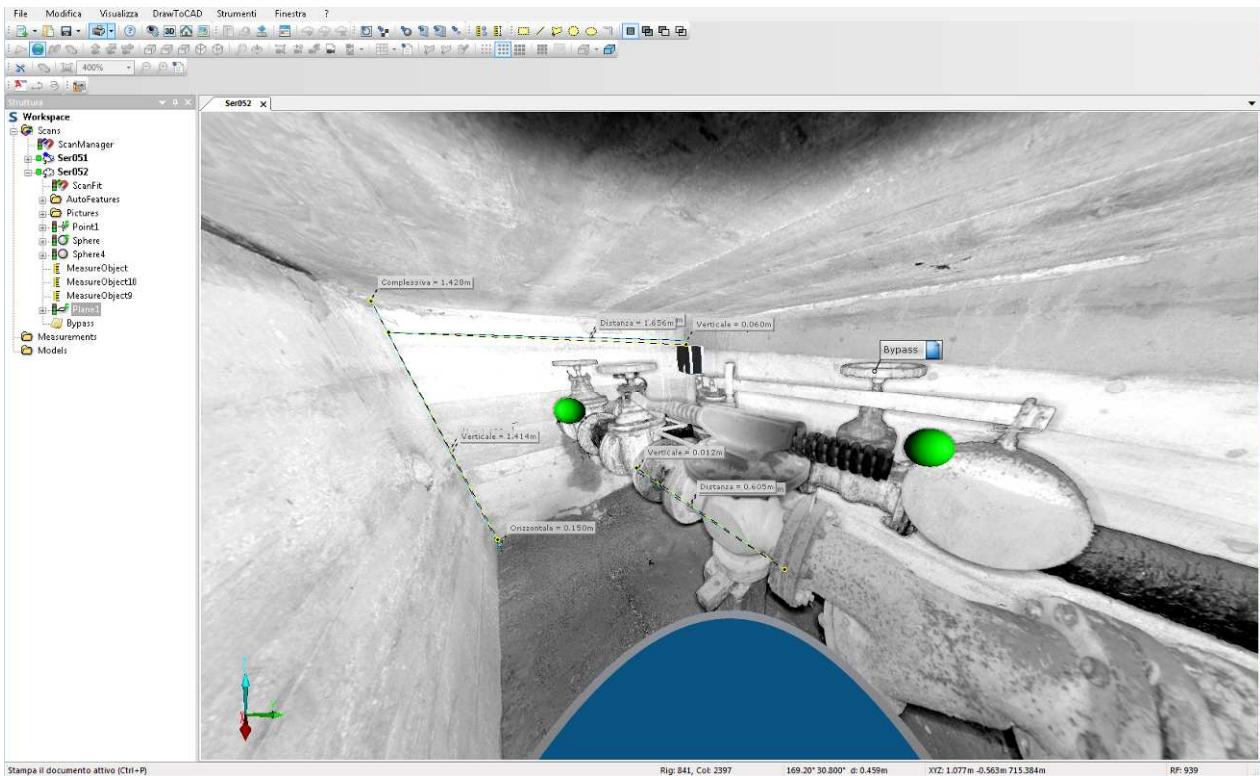 File Modifica Visualizza DrawToCAD Strumenti Finestra ?
3D
400%
Struttura
Ser052 x
S Workspace
Scans
ScanManager
Ser051
Ser052
ScanFit
AutoFeatures
Pictures
Point1
Sphere
Sphere4
MeasureObject
MeasureObject10
MeasureObject9
Plane1
Bypass
Measurements
Models
Complessiva = 1.428m
Distanza = 1.656m
Verticale = 0.060m
Bypass
Verticale = 1.414m
Verticale = 0.012m
Distanza = 0.605m
Orizzontale = 0.150m
Stampa il documento attivo (Ctrl+P) Rig: 841, Col: 2397 169.20° 30.800° d: 0.459m XYZ: 1.077m -0.563m 715.384m RF: 939